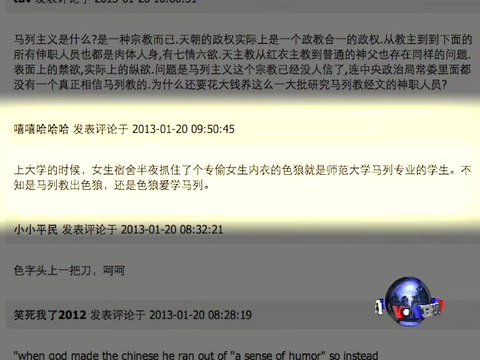 马列主义是什么?是一种宗教而已.天朝的政权实际上是一个政教合一的政权.从教主到到下面的
所有伸职人员也都是肉体人身,有七情六欲.天主从红衣主教到普通的神父也存在同样的问题.
表面上的禁欲,实际上的纵欲.问题是马列主义这个宗教已经没人信了,连中央政治局常委里面都
没有一个真正相信马列教的.为什么还要花大钱养这么一大批研究马列教经文的神职人员?
嘻嘻哈哈哈 发表评论于 2013-01-20 09:50:45
上大学的时候，女生宿舍半夜抓住了个专偷女生内衣的色狼就是师范大学马列专业的学生。不
知是马列教出色狼，还是色狼爱学马列。
小小平民 发表评论于 2013-01-20 08:32:21
色字头上一把刀，呵呵
VOA
笑死我了2012 发表评论于 2013-01-20 08:28:19
"when god made the chinese he ran out of "a sense of humor" so instead